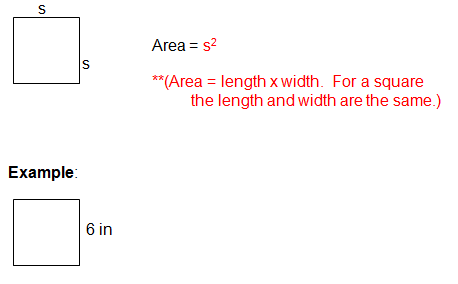 s
s
Area = s²
**(Area = length x width.  For a square
the length and width are the same.)
Example:
6 in